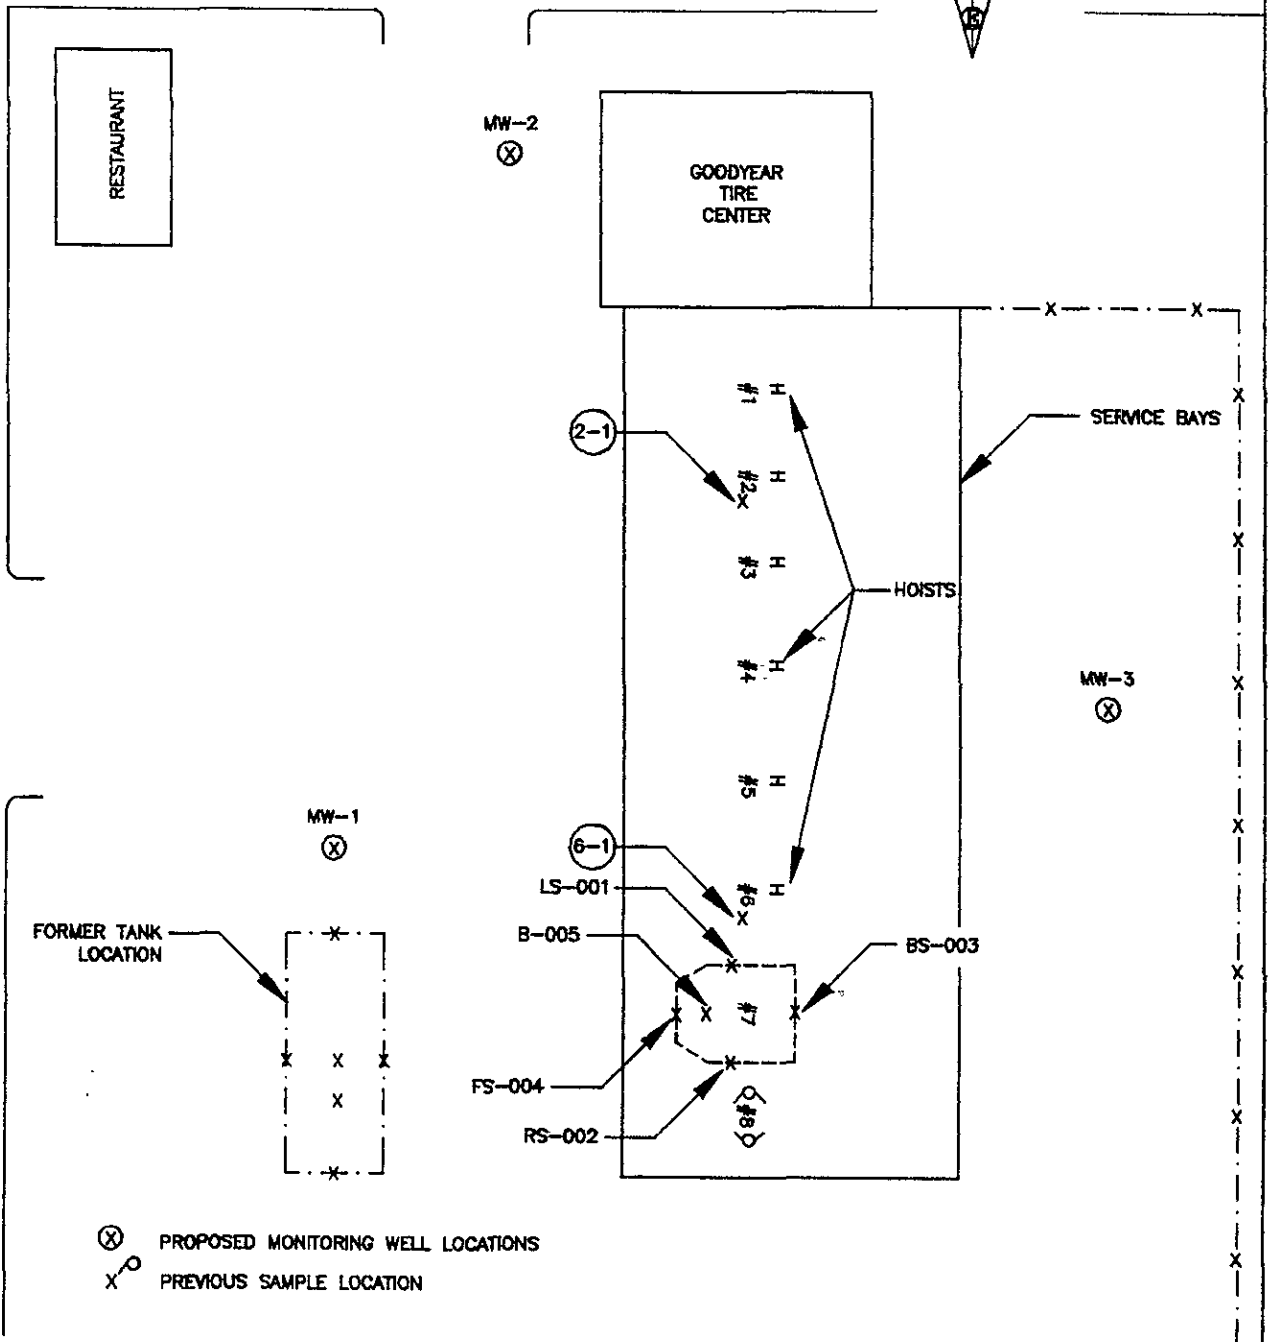 E
RESTAURANT
MW-2
GOODYEAR
TIRE
CENTER
#1
SERVICE BAYS
2-1
#2
#3
HOISTS
#4
MW-3
#5
MW-1
6-1
LS-001
#6
FORMER TANK
LOCATION
B-005
BS-003
#7
FS-004
#8
RS-002
PROPOSED MONITORING WELL LOCATIONS
PREVIOUS SAMPLE LOCATION